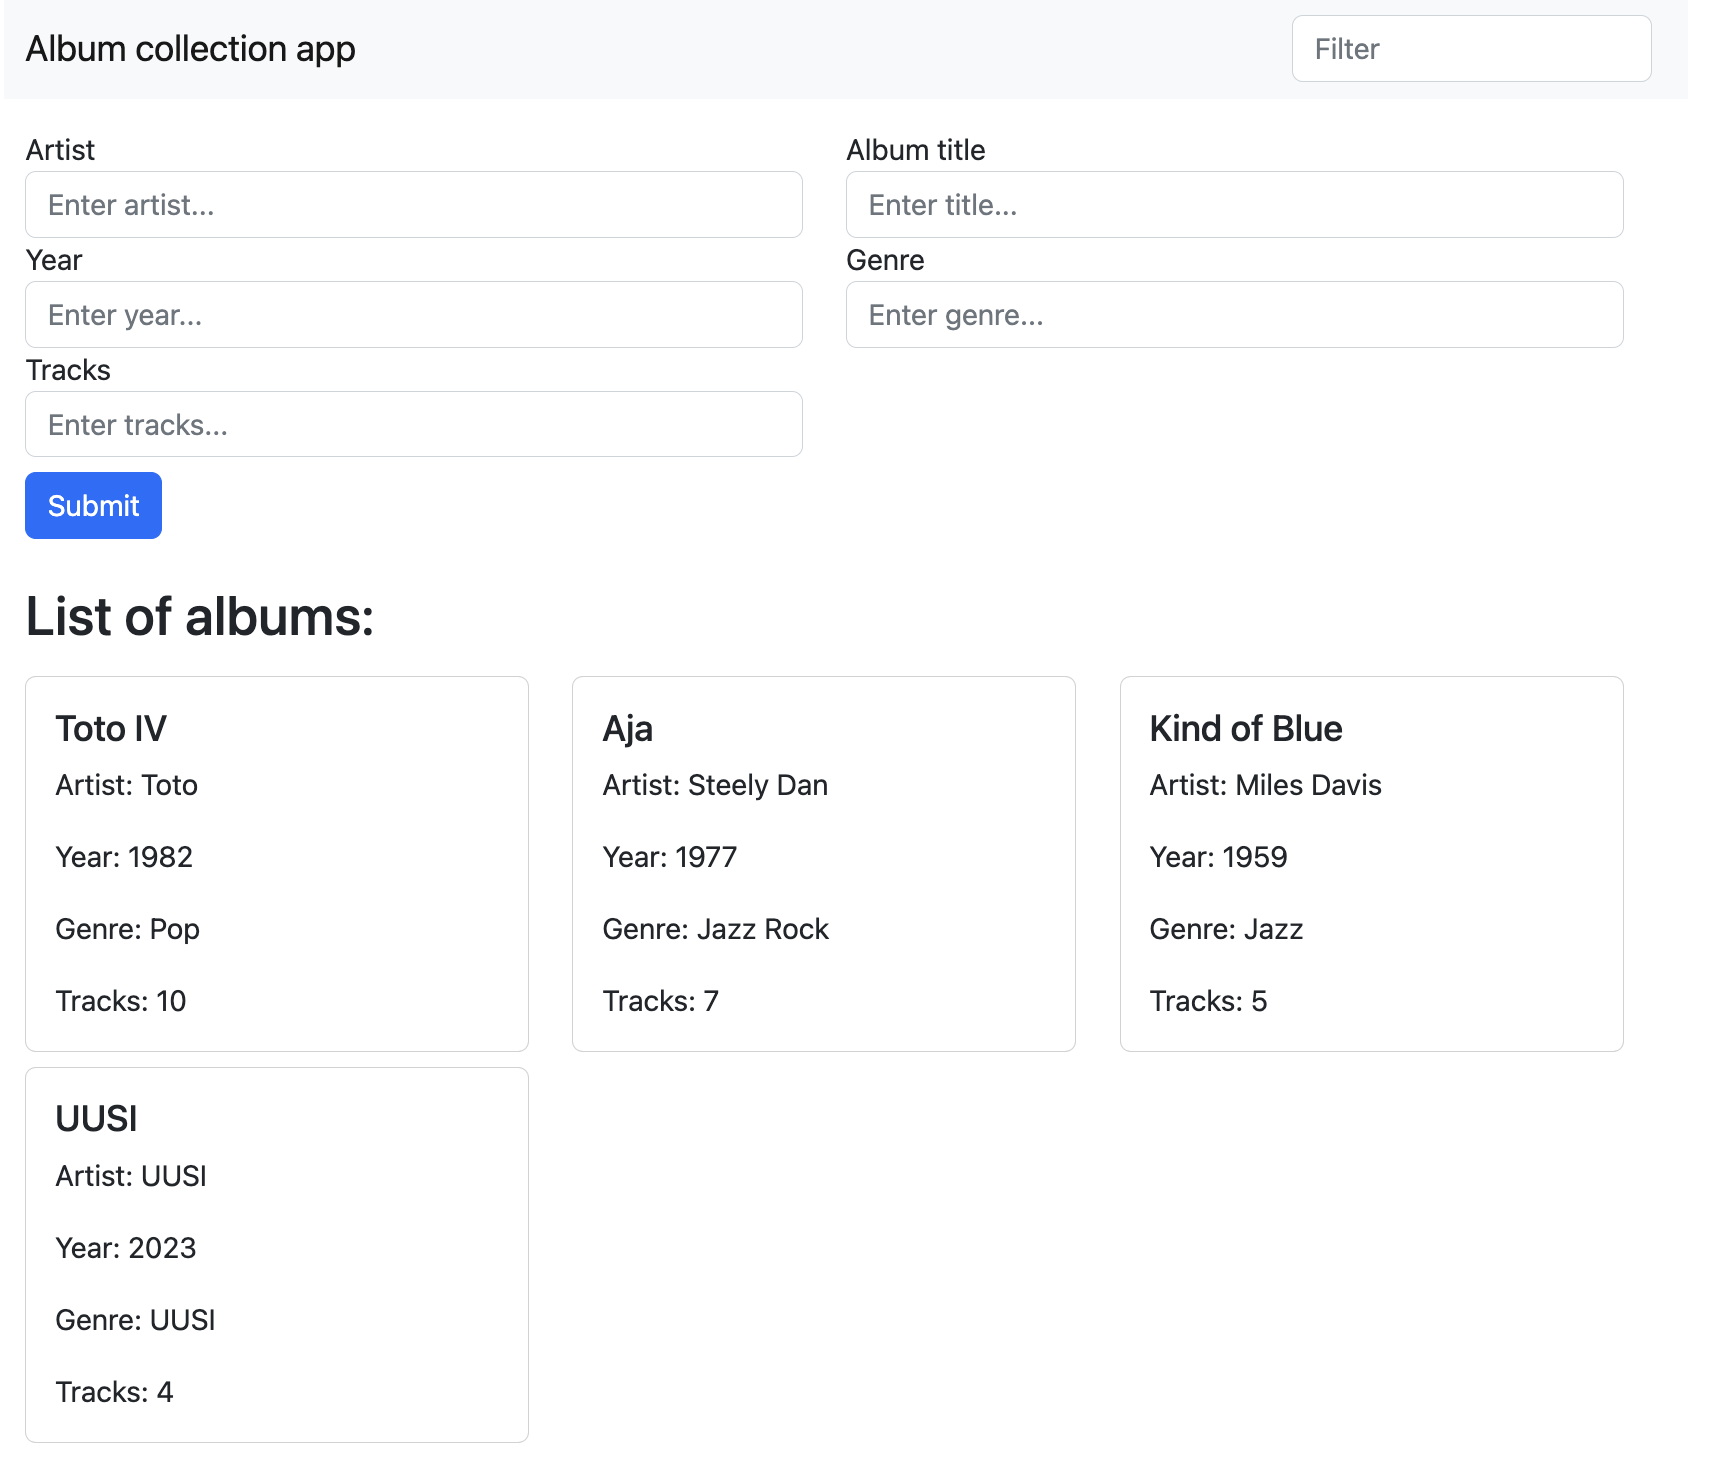 Album collection app
Filter
Artist
Album title
Enter artist...
Enter title...
Year
Genre
Enter year...
Enter genre...
Tracks
Enter tracks...
Submit
List of albums:
Toto IV
Artist: Toto
Year: 1982
Genre: Pop
Tracks: 10
Aja
Artist: Steely Dan
Year: 1977
Genre: Jazz Rock
Tracks: 7
Kind of Blue
Artist: Miles Davis
Year: 1959
Genre: Jazz
Tracks: 5
UUSI
Artist: UUSI
Year: 2023
Genre: UUSI
Tracks: 4